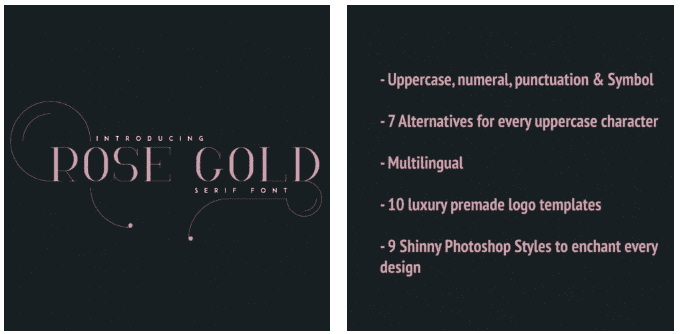 INTRODUCING
ROSE GOLD
SERIF FONT
- Uppercase, numeral, punctuation & Symbol
- 7 Alternatives for every uppercase character
- Multilingual
- 10 luxury premade logo templates
- 9 Shinny Photoshop Styles to enchant every
design